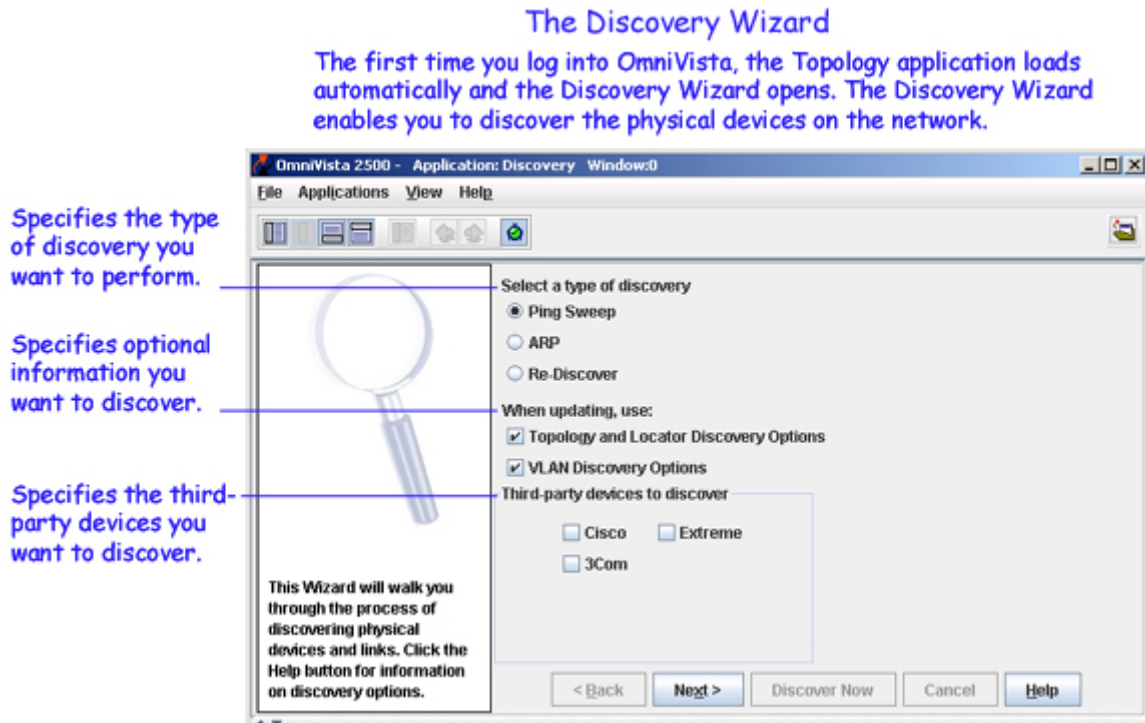 The Discovery Wizard
The first time you log into OmniVista, the Topology application loads
automatically and the Discovery Wizard opens. The Discovery Wizard
enables you to discover the physical devices on the network.
OmniVista 2500 - Application: Discovery Window:0
File Applications View Help
Specifies the type
of discovery you
want to perform.
Select a type of discovery
Ping Sweep
ARP
Re-Discover
Specifies optional
information you
want to discover.
When updating, use:
Topology and Locator Discovery Options
VLAN Discovery Options
Specifies the third-
party devices you
want to discover.
Third-party devices to discover
Cisco Extreme
3Com
This Wizard will walk you
through the process of
discovering physical
devices and links. Click the
Help button for information
on discovery options.
< Back Next > Discover Now Cancel Help